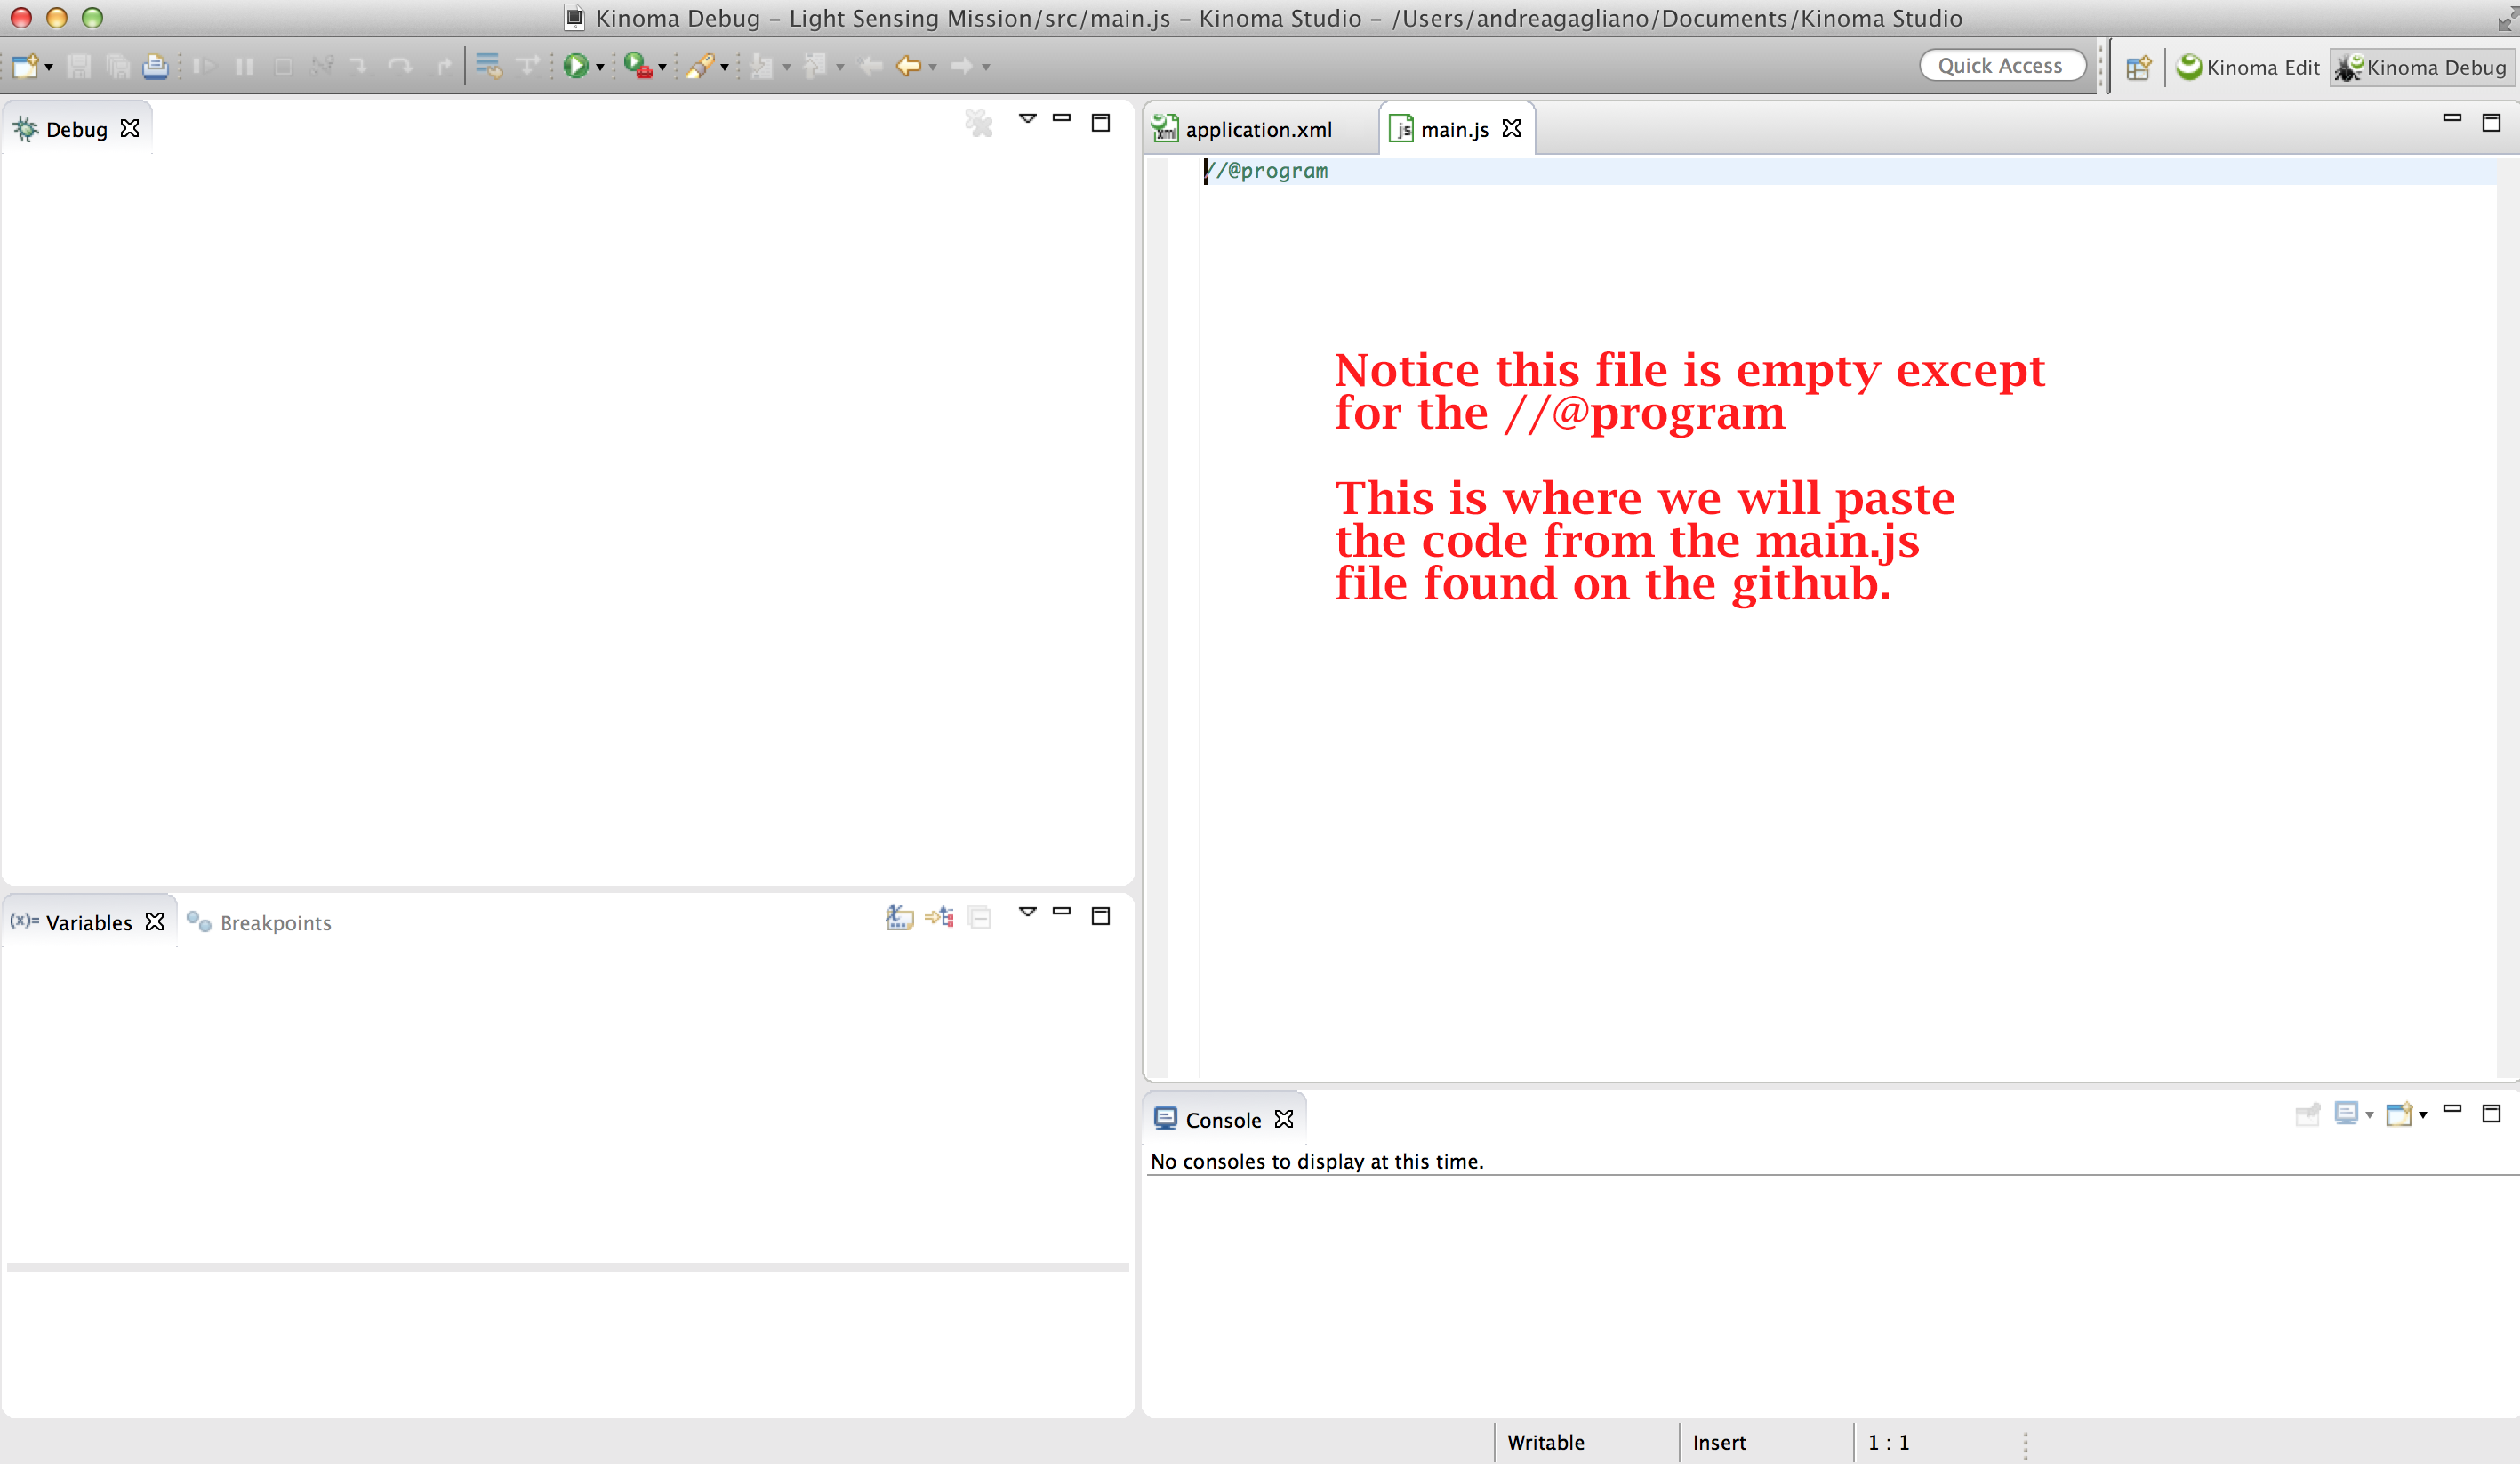 Kinoma Debug – Light Sensing Mission/src/main.js – Kinoma Studio – /Users/andreagagliano/Documents/Kinoma Studio
Quick Access
Kinoma Edit
Kinoma Debug
Debug
xml application.xml
js main.js
//@program
Notice this file is empty except
for the //@program
This is where we will paste
the code from the main.js
file found on the github.
(x)= Variables
Breakpoints
Console
No consoles to display at this time.
Writable
Insert
1 : 1